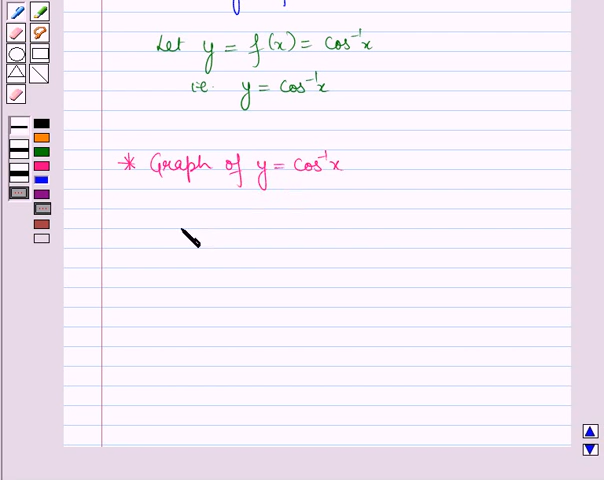 Let y = f(x) = cos⁻¹x
i.e. y = cos⁻¹x
* Graph of y = cos⁻¹x